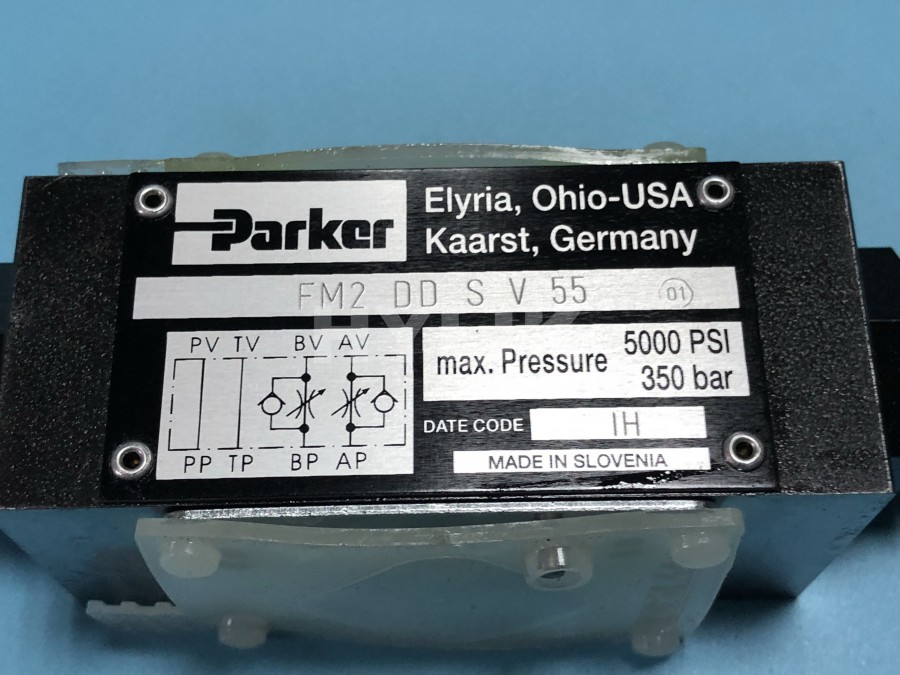 Parker
Elyria, Ohio-USA
Kaarst, Germany
FM2 DD S V 55 01
PV TV BV AV
PP TP BP AP
max. Pressure 5000 PSI
350 bar
DATE CODE IH
MADE IN SLOVENIA